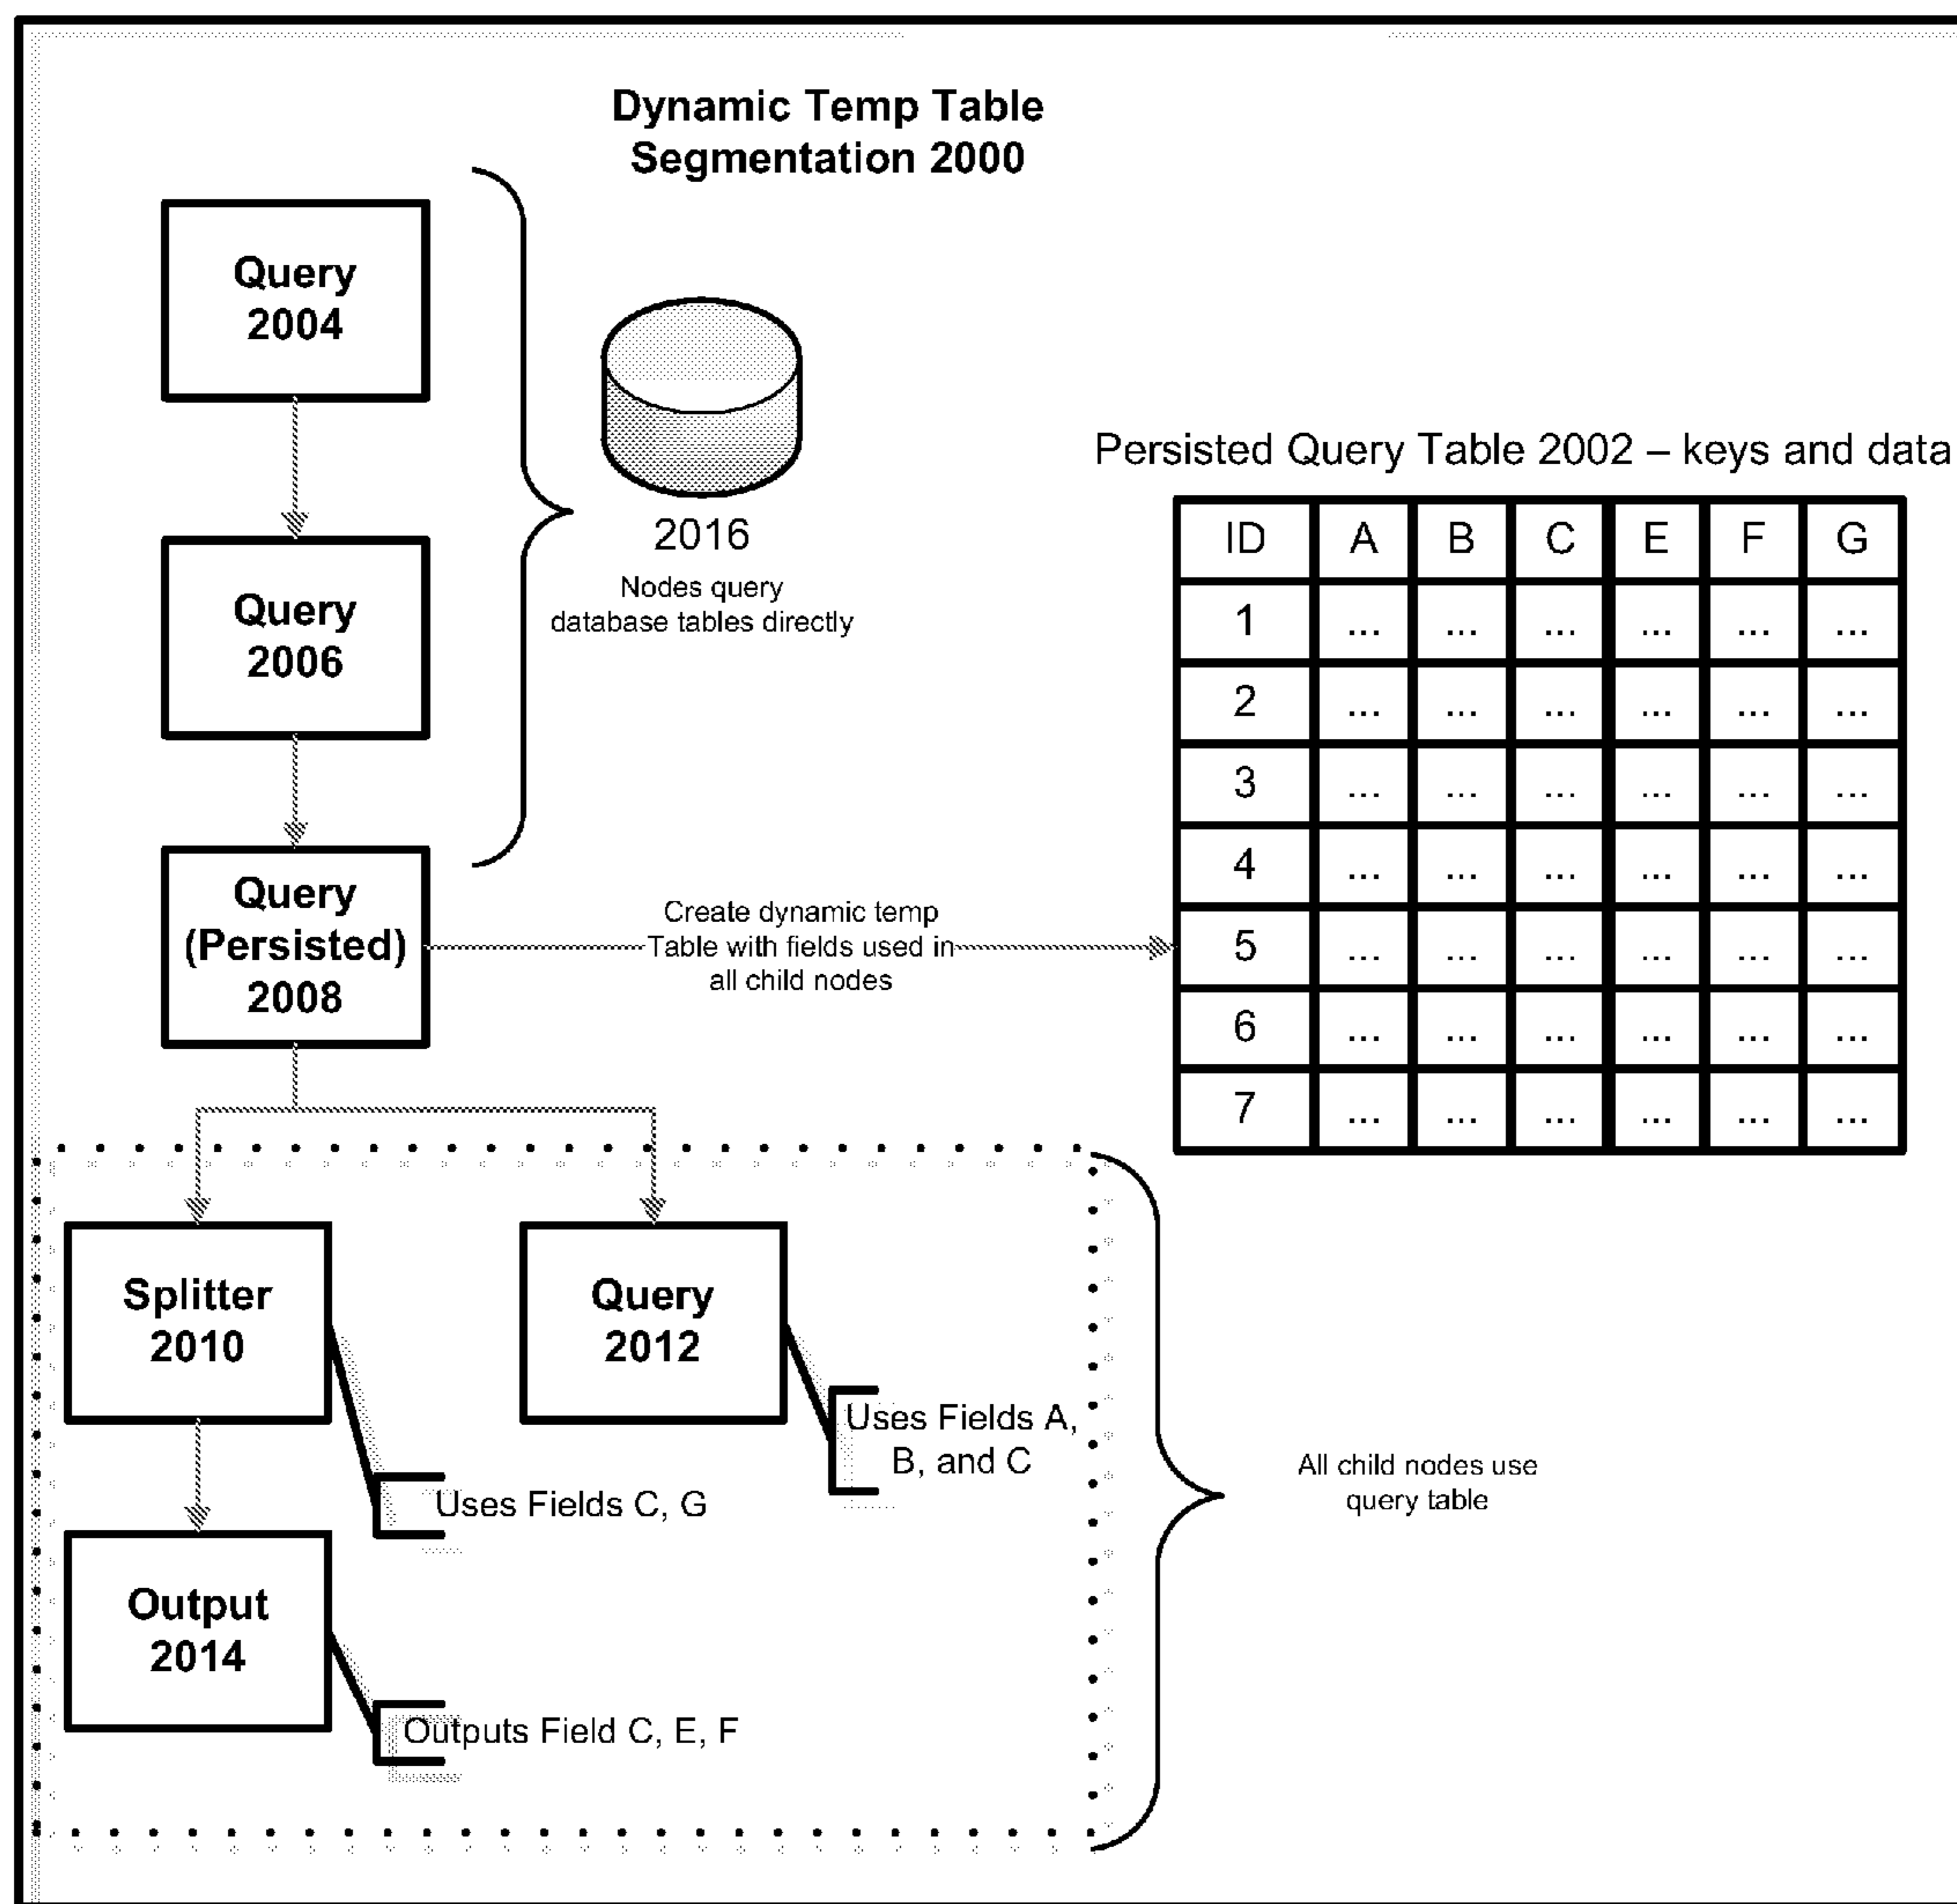 Dynamic Temp Table
Segmentation 2000
Query
2004
2016
Nodes query
database tables directly
Query
2006
Persisted Query Table 2002 – keys and data
ID A B C E F G
1 ... ... ... ... ... ...
2 ... ... ... ... ... ...
3 ... ... ... ... ... ...
4 ... ... ... ... ... ...
5 ... ... ... ... ... ...
6 ... ... ... ... ... ...
7 ... ... ... ... ... ...
Query
(Persisted)
2008
Create dynamic temp
Table with fields used in
all child nodes
Splitter
2010
Uses Fields C, G
Query
2012
Uses Fields A,
B, and C
Output
2014
Outputs Field C, E, F
All child nodes use
query table